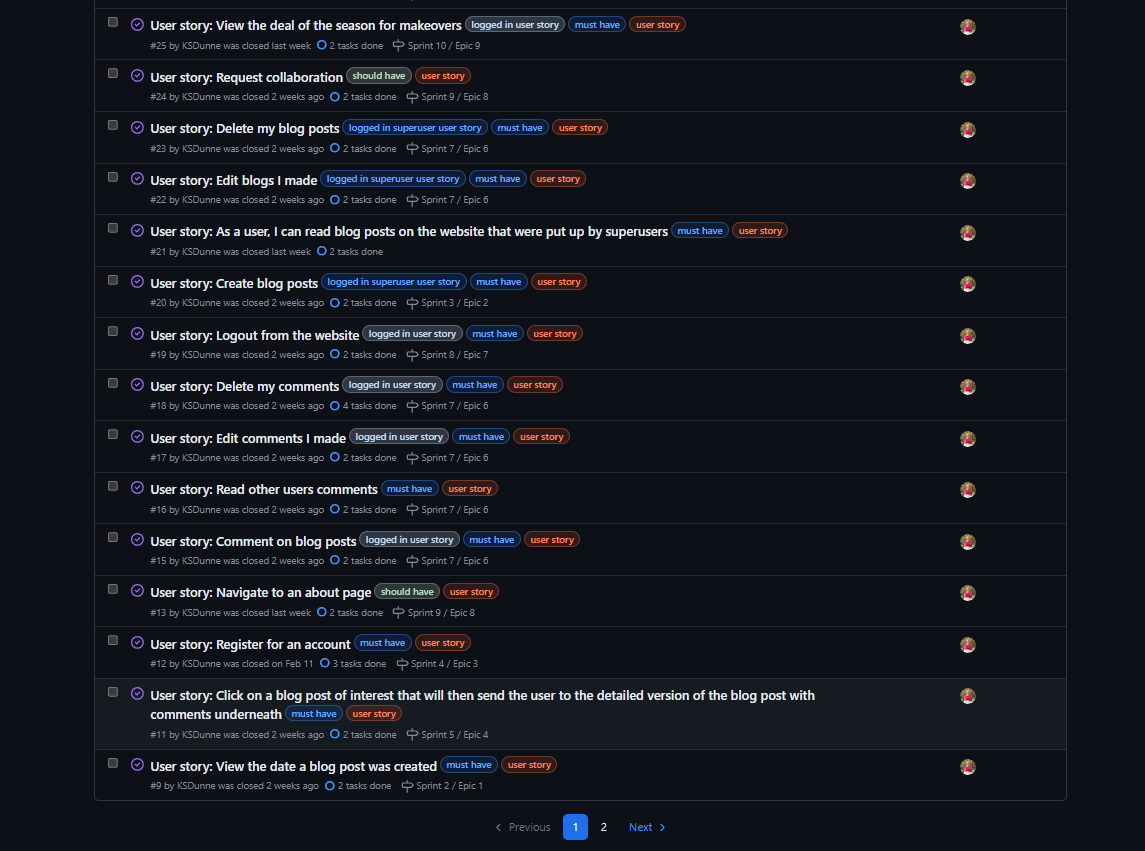 User story: View the deal of the season for makeovers logged in user story must have user story
#25 by KSDunne was closed last week 2 tasks done Sprint 10 / Epic 9
User story: Request collaboration should have user story
#24 by KSDunne was closed 2 weeks ago 2 tasks done Sprint 9 / Epic 8
User story: Delete my blog posts logged in superuser user story must have user story
#23 by KSDunne was closed 2 weeks ago 2 tasks done Sprint 7 / Epic 6
User story: Edit blogs I made logged in superuser user story must have user story
#22 by KSDunne was closed 2 weeks ago 2 tasks done Sprint 7 / Epic 6
User story: As a user, I can read blog posts on the website that were put up by superusers must have user story
#21 by KSDunne was closed last week 2 tasks done
User story: Create blog posts logged in superuser user story must have user story
#20 by KSDunne was closed 2 weeks ago 2 tasks done Sprint 3 / Epic 2
User story: Logout from the website logged in user story must have user story
#19 by KSDunne was closed 2 weeks ago 2 tasks done Sprint 8 / Epic 7
User story: Delete my comments logged in user story must have user story
#18 by KSDunne was closed 2 weeks ago 4 tasks done Sprint 7 / Epic 6
User story: Edit comments I made logged in user story must have user story
#17 by KSDunne was closed 2 weeks ago 2 tasks done Sprint 7 / Epic 6
User story: Read other users comments must have user story
#16 by KSDunne was closed 2 weeks ago 2 tasks done Sprint 7 / Epic 6
User story: Comment on blog posts logged in user story must have user story
#15 by KSDunne was closed 2 weeks ago 2 tasks done Sprint 7 / Epic 6
User story: Navigate to an about page should have user story
#13 by KSDunne was closed last week 2 tasks done Sprint 9 / Epic 8
User story: Register for an account must have user story
#12 by KSDunne was closed on Feb 11 3 tasks done Sprint 4 / Epic 3
User story: Click on a blog post of interest that will then send the user to the detailed version of the blog post with
comments underneath must have user story
#11 by KSDunne was closed 2 weeks ago 2 tasks done Sprint 5 / Epic 4
User story: View the date a blog post was created must have user story
#9 by KSDunne was closed 2 weeks ago 2 tasks done Sprint 2 / Epic 1
Previous 1 2 Next